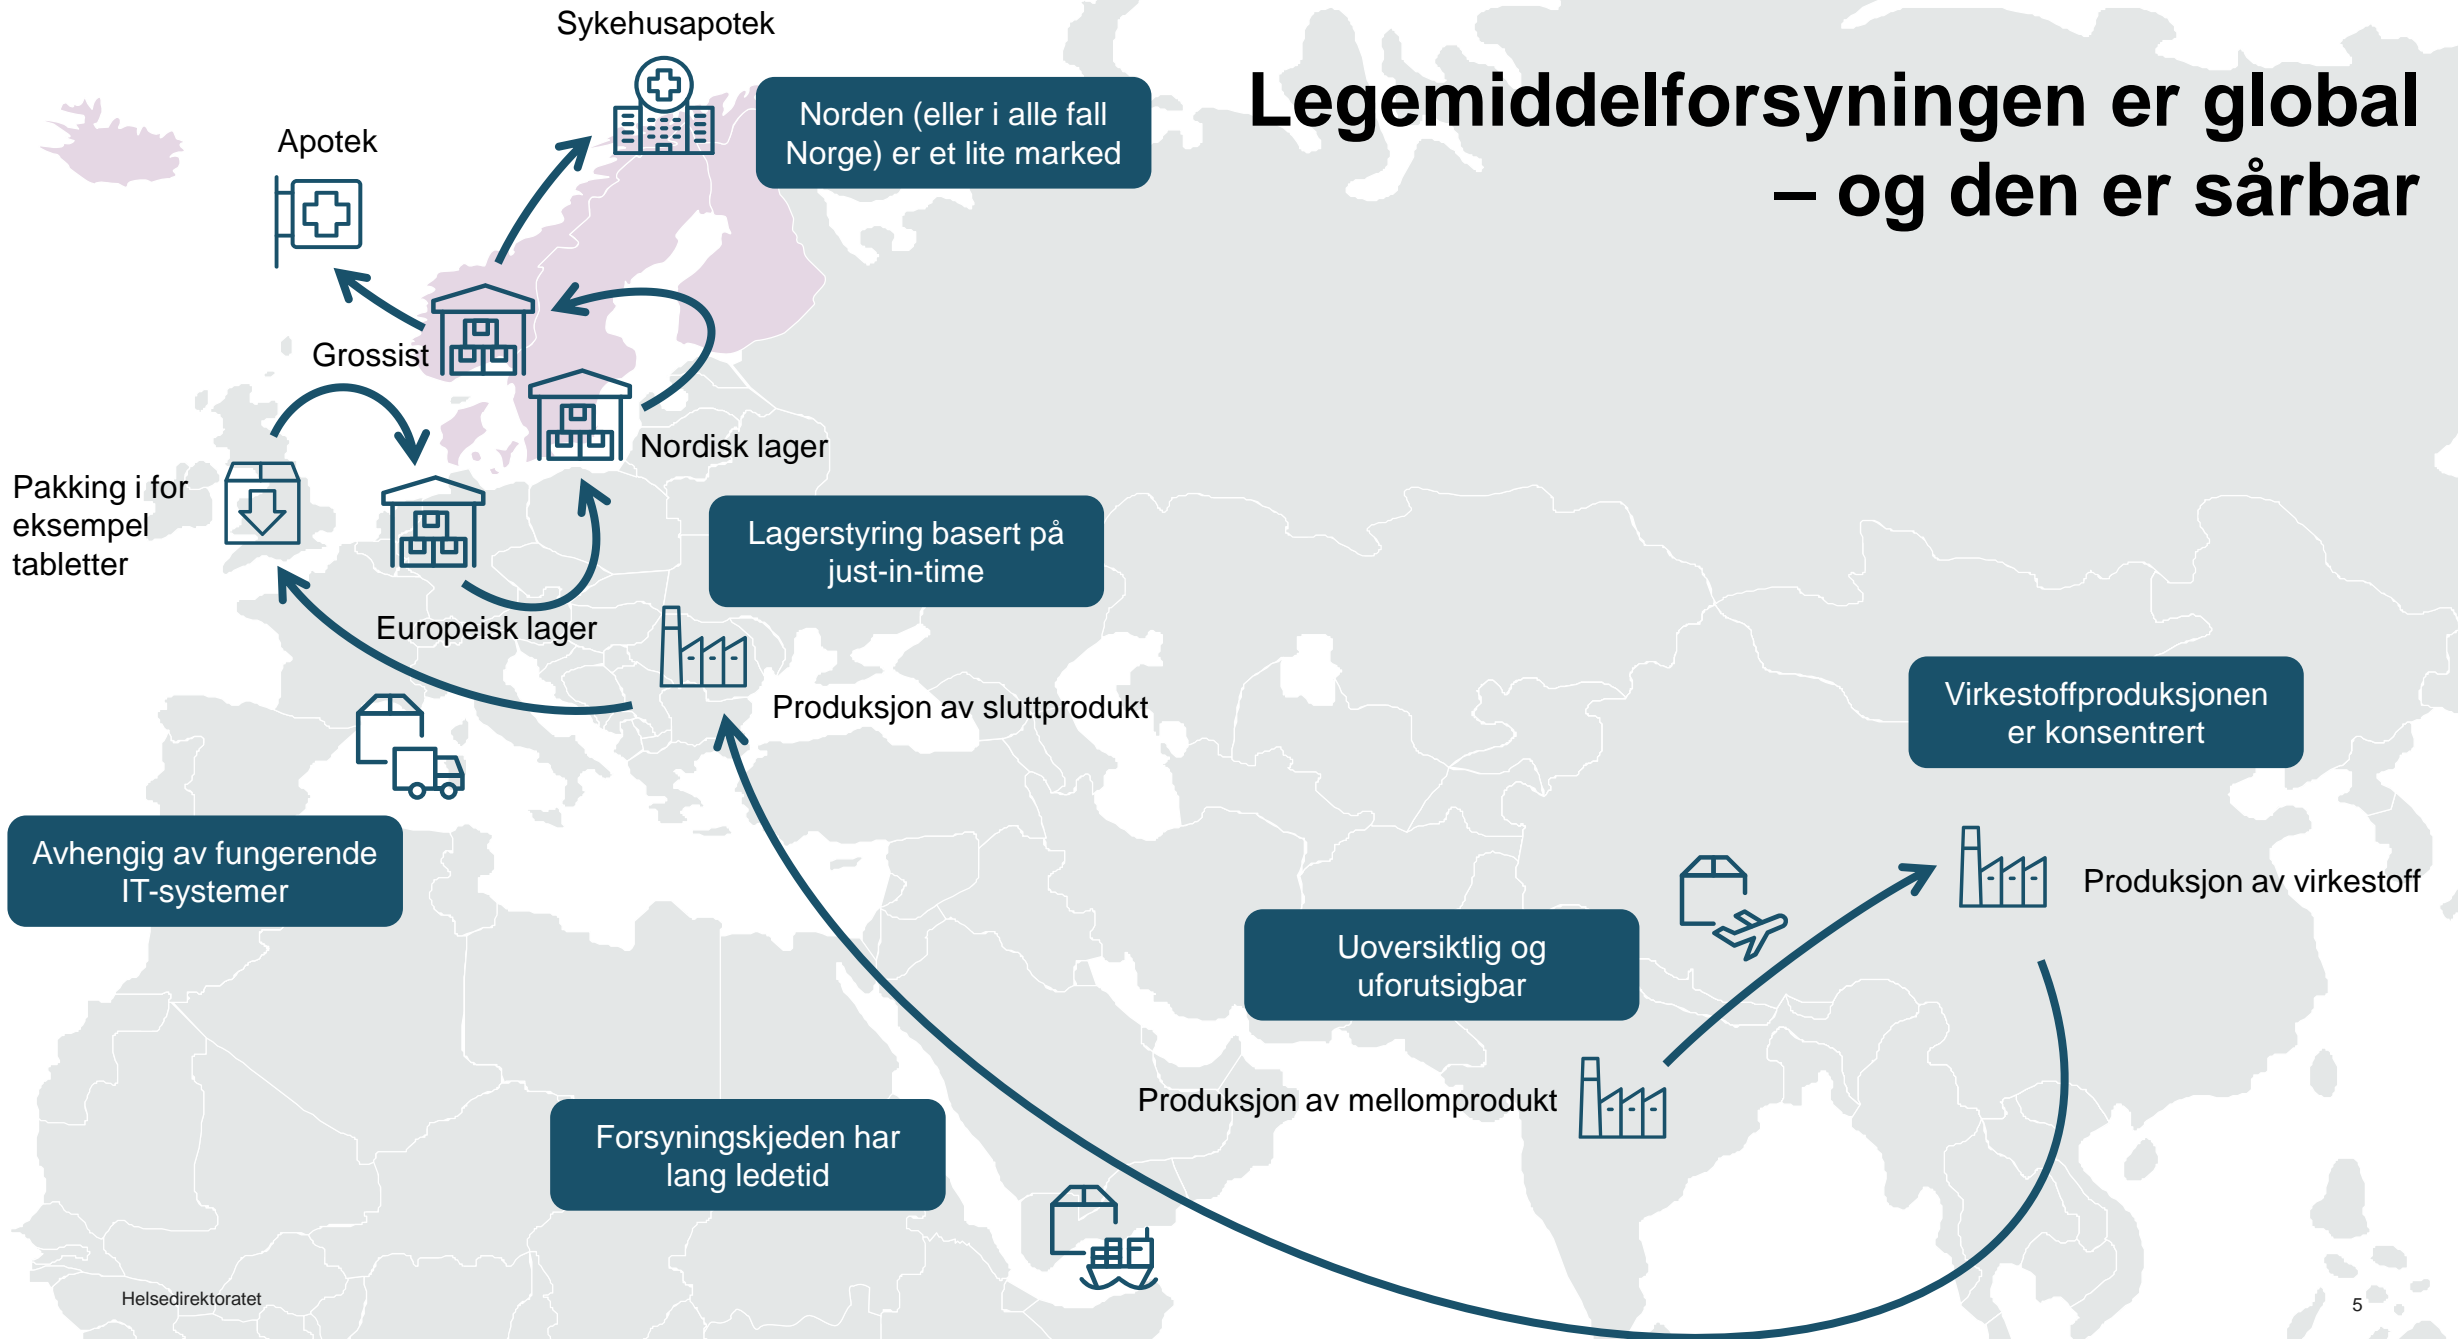 Legemiddelforsyningen er global
– og den er sårbar
Sykehusapotek
Norden (eller i alle fall
Norge) er et lite marked
Apotek
Grossist
Nordisk lager
Pakking i for
eksempel
tabletter
Lagerstyring basert på
just-in-time
Europeisk lager
Produksjon av sluttprodukt
Virkestoffproduksjonen
er konsentrert
Avhengig av fungerende
IT-systemer
Produksjon av virkestoff
Uoversiktlig og
uforutsigbar
Produksjon av mellomprodukt
Forsyningskjeden har
lang ledetid
Helsedirektoratet
5